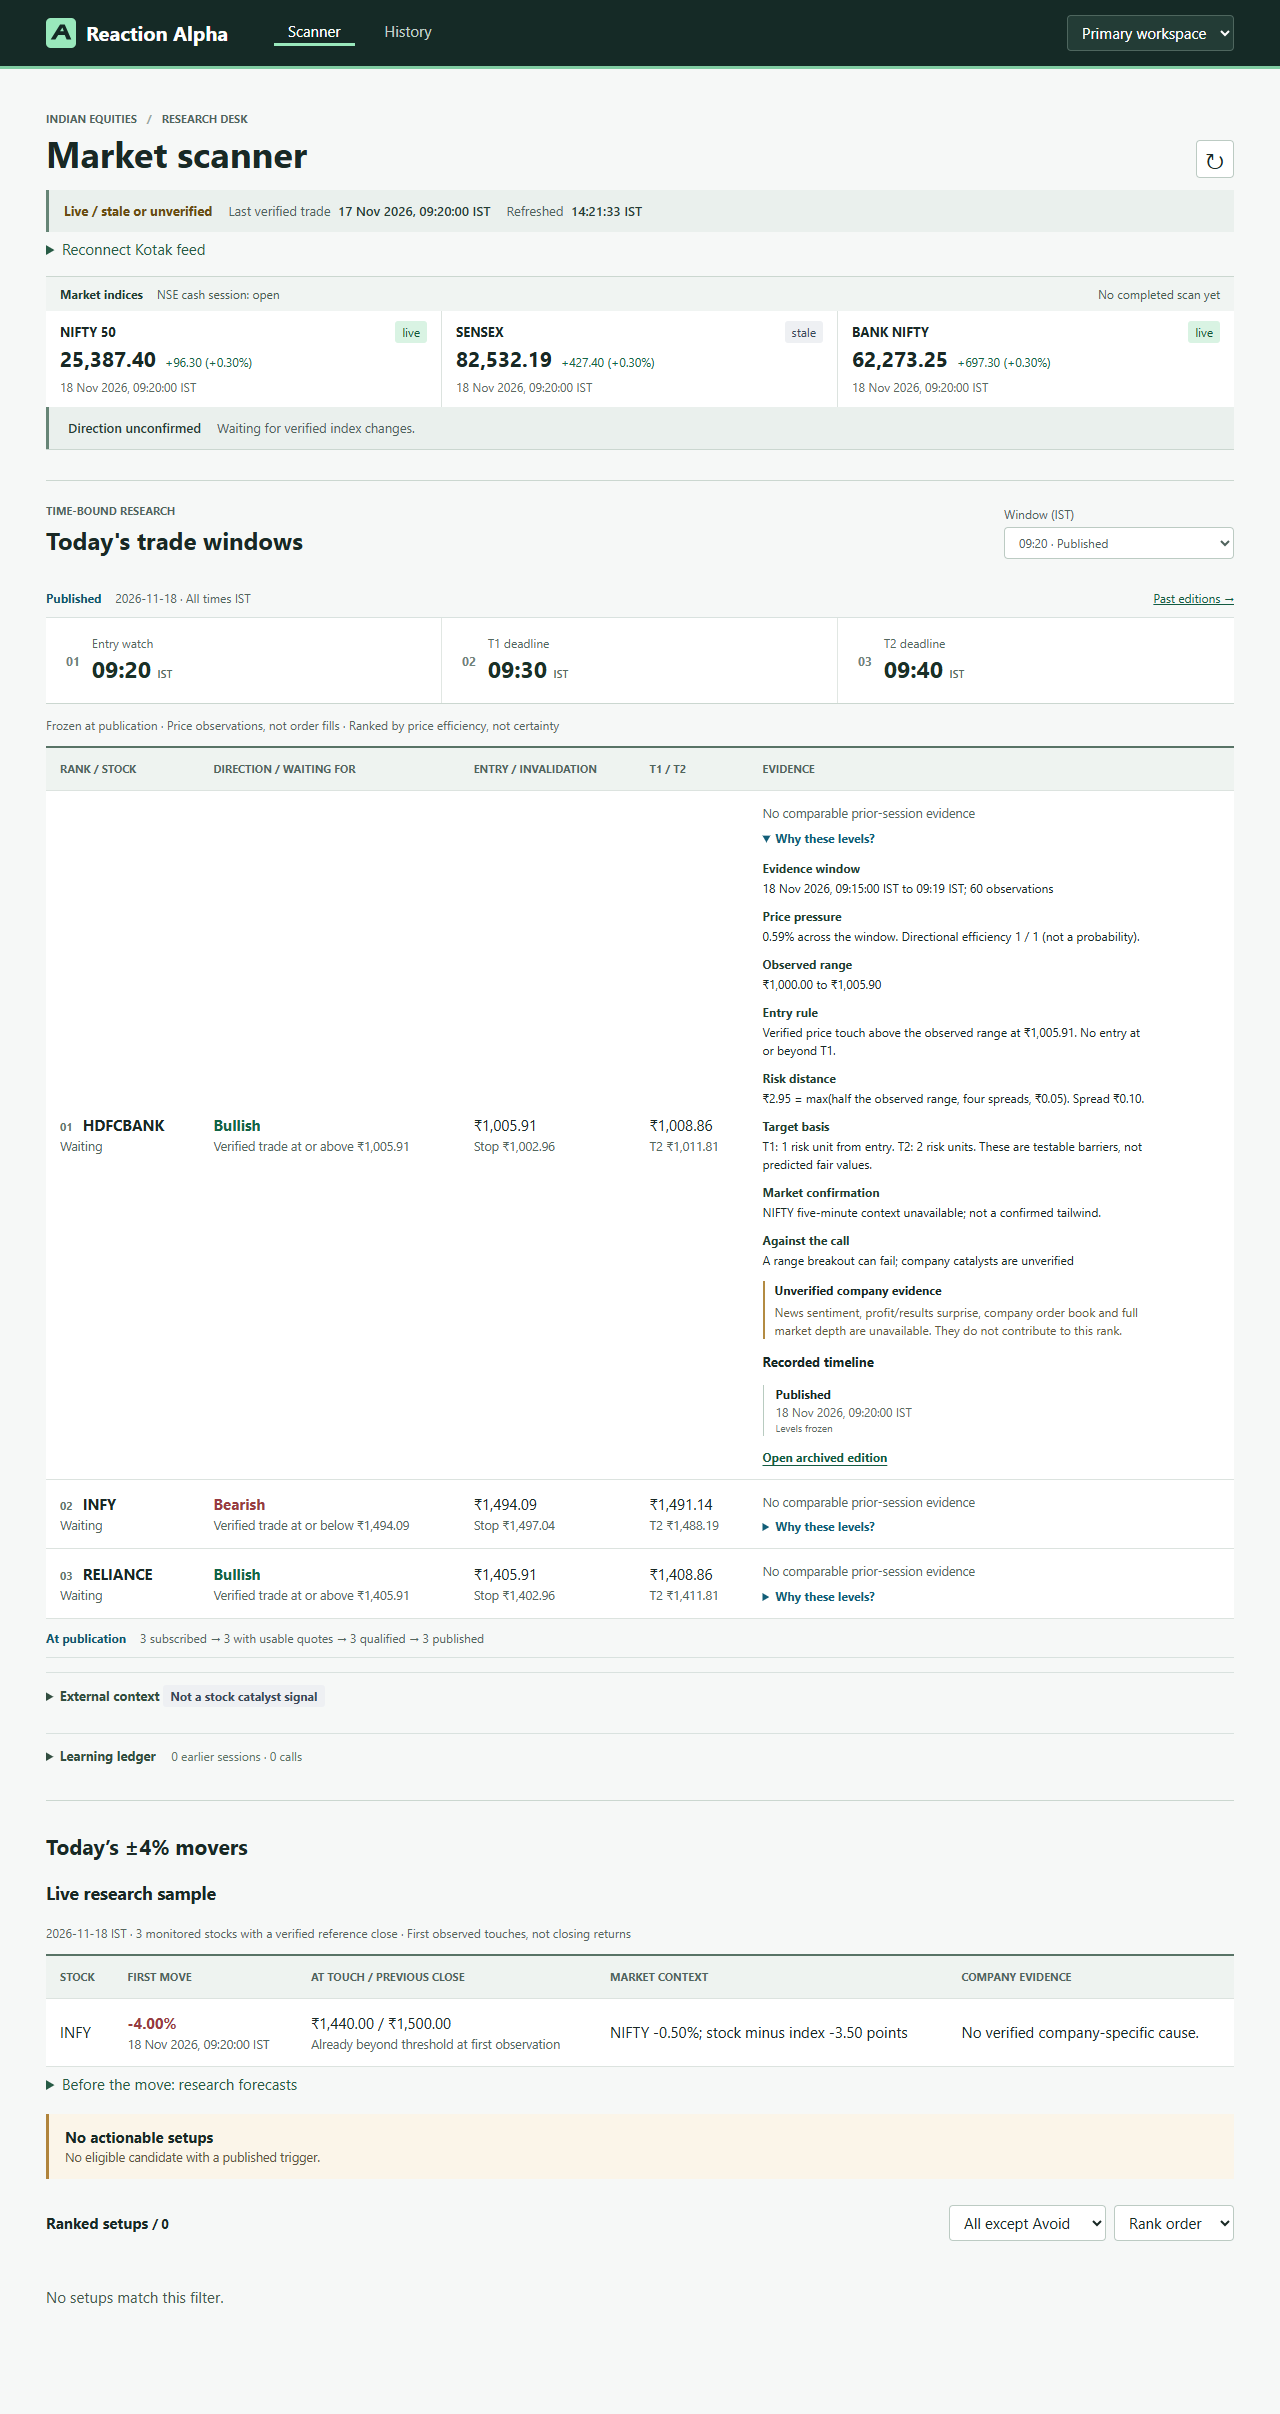 A Reaction Alpha Scanner History Primary workspace
INDIAN EQUITIES / RESEARCH DESK
Market scanner
↻
Live / stale or unverified Last verified trade 17 Nov 2026, 09:20:00 IST Refreshed 14:21:33 IST
▶ Reconnect Kotak feed
Market indices NSE cash session: open No completed scan yet
NIFTY 50 live SENSEX stale BANK NIFTY live
25,387.40 +96.30 (+0.30%) 82,532.19 +427.40 (+0.30%) 62,273.25 +697.30 (+0.30%)
18 Nov 2026, 09:20:00 IST 18 Nov 2026, 09:20:00 IST 18 Nov 2026, 09:20:00 IST
Direction unconfirmed Waiting for verified index changes.
TIME-BOUND RESEARCH
Today's trade windows
Window (IST)
09:20 · Published
Published 2026-11-18 · All times IST Past editions →
01 Entry watch 09:20 IST
02 T1 deadline 09:30 IST
03 T2 deadline 09:40 IST
Frozen at publication · Price observations, not order fills · Ranked by price efficiency, not certainty
RANK / STOCK DIRECTION / WAITING FOR ENTRY / INVALIDATION T1 / T2 EVIDENCE
01 HDFCBANK Bullish ₹1,005.91 ₹1,008.86
Waiting Verified trade at or above ₹1,005.91 Stop ₹1,002.96 T2 ₹1,011.81
No comparable prior-session evidence
▼ Why these levels?
Evidence window
18 Nov 2026, 09:15:00 IST to 09:19 IST; 60 observations
Price pressure
0.59% across the window. Directional efficiency 1 / 1 (not a probability).
Observed range
₹1,000.00 to ₹1,005.90
Entry rule
Verified price touch above the observed range at ₹1,005.91. No entry at
or beyond T1.
Risk distance
₹2.95 = max(half the observed range, four spreads, ₹0.05). Spread ₹0.10.
Target basis
T1: 1 risk unit from entry. T2: 2 risk units. These are testable barriers, not
predicted fair values.
Market confirmation
NIFTY five-minute context unavailable; not a confirmed tailwind.
Against the call
A range breakout can fail; company catalysts are unverified
Unverified company evidence
News sentiment, profit/results surprise, company order book and full
market depth are unavailable. They do not contribute to this rank.
Recorded timeline
Published
18 Nov 2026, 09:20:00 IST
Levels frozen
Open archived edition
02 INFY Bearish ₹1,494.09 ₹1,491.14 No comparable prior-session evidence
Waiting Verified trade at or below ₹1,494.09 Stop ₹1,497.04 T2 ₹1,488.19 ▶ Why these levels?
03 RELIANCE Bullish ₹1,405.91 ₹1,408.86 No comparable prior-session evidence
Waiting Verified trade at or above ₹1,405.91 Stop ₹1,402.96 T2 ₹1,411.81 ▶ Why these levels?
At publication 3 subscribed → 3 with usable quotes → 3 qualified → 3 published
▶ External context Not a stock catalyst signal
▶ Learning ledger 0 earlier sessions · 0 calls
Today’s ±4% movers
Live research sample
2026-11-18 IST · 3 monitored stocks with a verified reference close · First observed touches, not closing returns
STOCK FIRST MOVE AT TOUCH / PREVIOUS CLOSE MARKET CONTEXT COMPANY EVIDENCE
INFY -4.00% ₹1,440.00 / ₹1,500.00 NIFTY -0.50%; stock minus index -3.50 points No verified company-specific cause.
18 Nov 2026, 09:20:00 IST Already beyond threshold at first observation
▶ Before the move: research forecasts
No actionable setups
No eligible candidate with a published trigger.
Ranked setups / 0 All except Avoid Rank order
No setups match this filter.